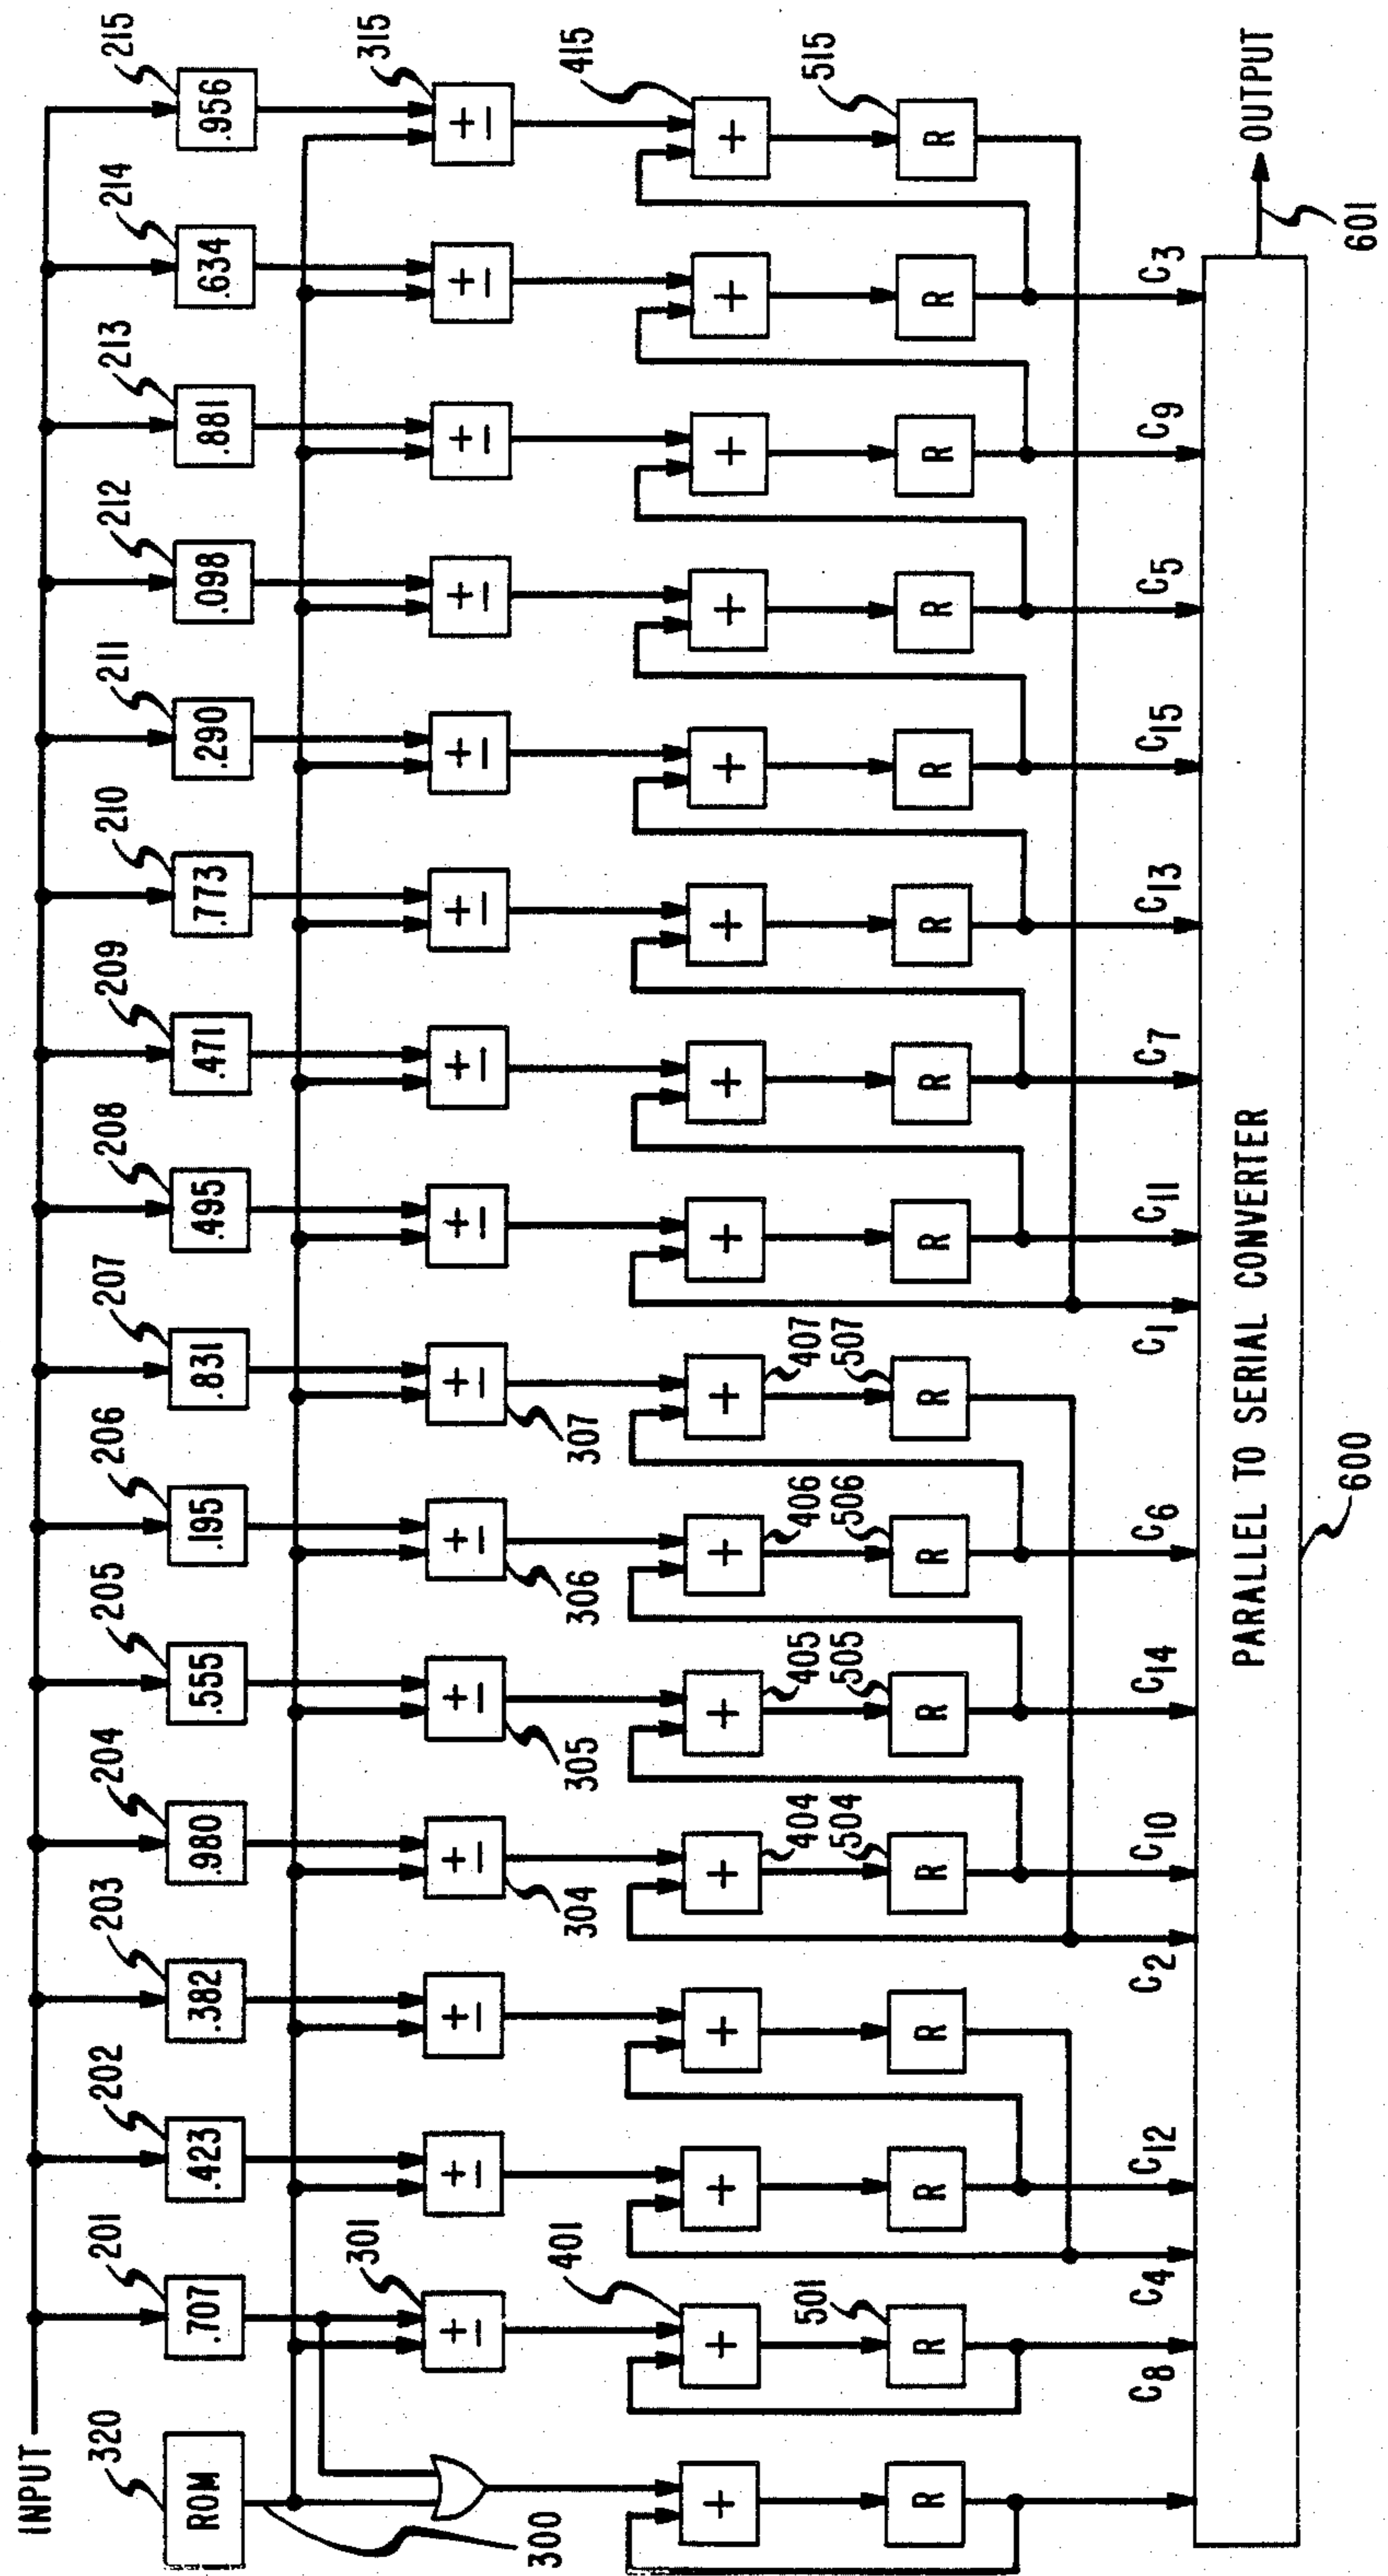 INPUT
320 201 202 203 204 205 206 207 208 209 210 211 212 213 214 215
ROM .707 .423 .382 .980 .555 .195 .831 .495 .471 .773 .290 .098 .881 .634 .956
301 315
± ± ± ± ± ± ± ± ± ± ± ± ± ± ±
300 304 305 306 307
401 415
+ + + + + + + + + + + + + + + +
404 405 406 407
501 504 505 506 507 515
R R R R R R R R R R R R R R R R
C8 C4 C12 C2 C10 C14 C6 C1 C11 C7 C13 C15 C5 C9 C3
PARALLEL TO SERIAL CONVERTER
OUTPUT
600 601